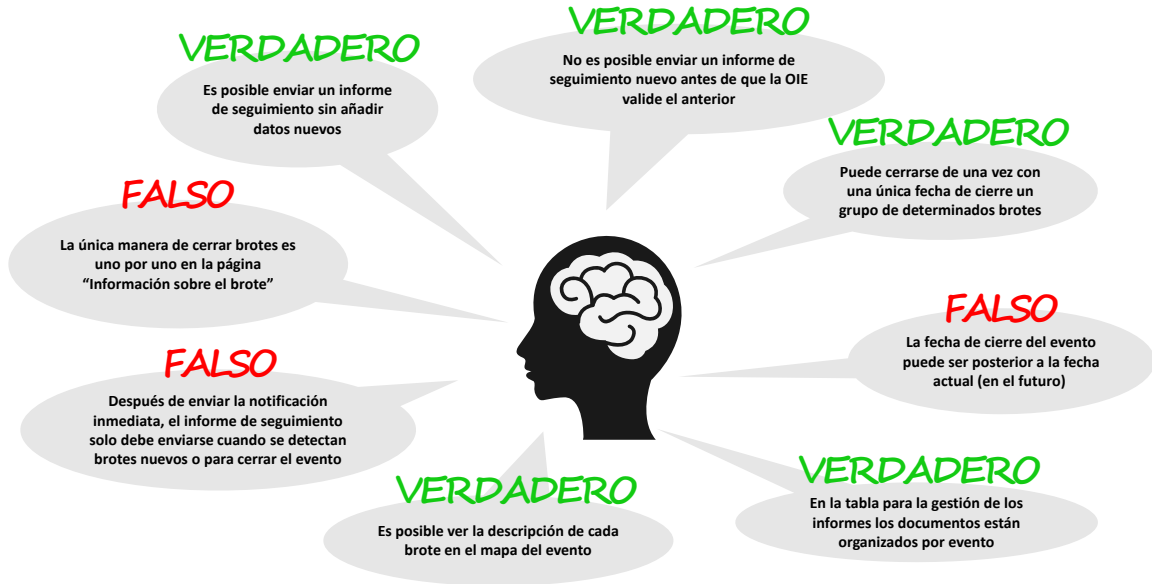 VERDADERO
Es posible enviar un informe
de seguimiento sin añadir
datos nuevos
VERDADERO
No es posible enviar un informe de
seguimiento nuevo antes de que la OIE
valide el anterior
VERDADERO
Puede cerrarse de una vez con
una única fecha de cierre un
grupo de determinados brotes
FALSO
La única manera de cerrar brotes es
uno por uno en la página
“Información sobre el brote”
FALSO
La fecha de cierre del evento
puede ser posterior a la fecha
actual (en el futuro)
FALSO
Después de enviar la notificación
inmediata, el informe de seguimiento
solo debe enviarse cuando se detectan
brotes nuevos o para cerrar el evento
VERDADERO
Es posible ver la descripción de cada
brote en el mapa del evento
VERDADERO
En la tabla para la gestión de los
informes los documentos están
organizados por evento